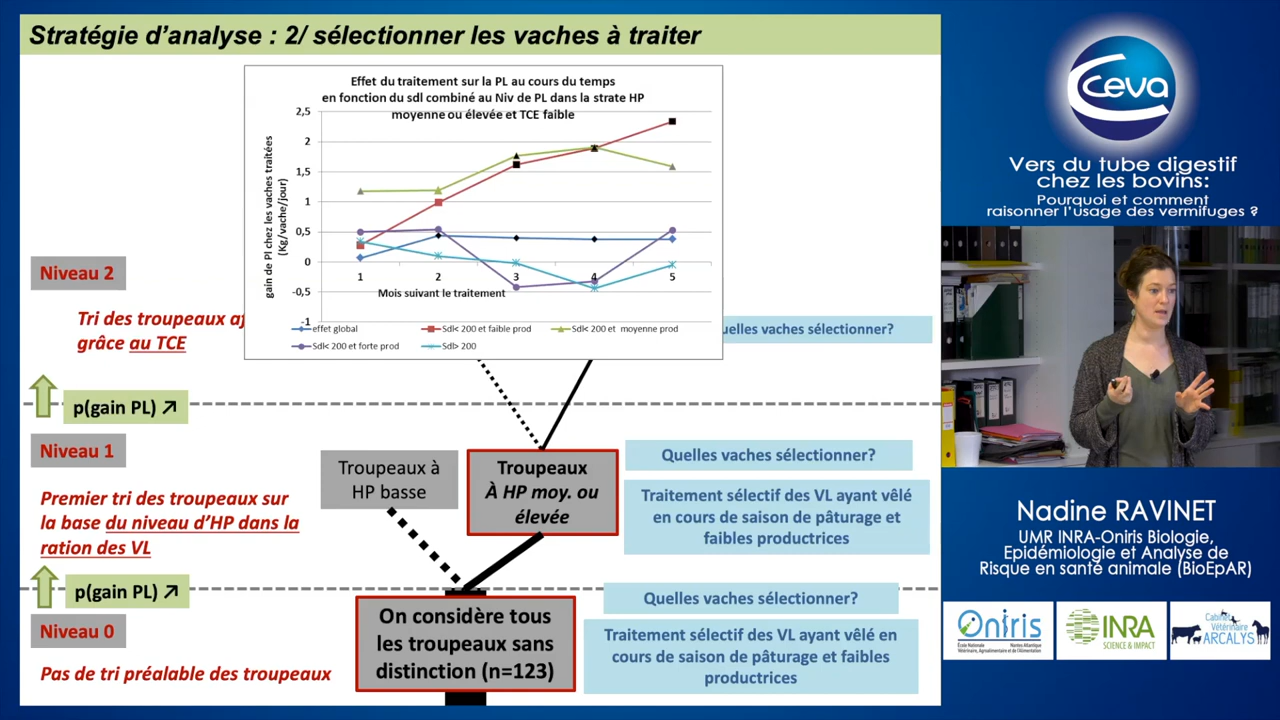 Stratégie d'analyse : 2/ sélectionner les vaches à traiter
Effet du traitement sur la PL au cours du temps
en fonction du sdl combiné au Niv de PL dans la strate HP
moyenne ou élevée et TCE faible
gain de Pl chez les vaches traitées
(Kg/vache/jour)
2,5
2
1,5
1
0,5
0
-0,5
-1
1
2
3
4
5
Mois suivant le traitement
effet global
Sdl< 200 et faible prod
Sdl< 200 et moyenne prod
Sdl< 200 et forte prod
Sdl> 200
Niveau 2
Tri des troupeaux
grâce au TCE
uelles vaches sélectionner?
p(gain PL) ↗
Niveau 1
Premier tri des troupeaux sur
la base du niveau d'HP dans la
ration des VL
Troupeaux à
HP basse
Troupeaux
À HP moy. ou
élevée
Quelles vaches sélectionner?
Traitement sélectif des VL ayant vêlé
en cours de saison de pâturage et
faibles productrices
p(gain PL) ↗
Niveau 0
Pas de tri préalable des troupeaux
On considère tous
les troupeaux sans
distinction (n=123)
Quelles vaches sélectionner?
Traitement sélectif des VL ayant vêlé en
cours de saison de pâturage et faibles
productrices
Ceva
Vers du tube digestif
chez les bovins:
Pourquoi et comment
raisonner l'usage des vermifuges ?
Nadine RAVINET
UMR INRA-Oniris Biologie,
Epidémiologie et Analyse de
Risque en santé animale (BioEpAR)
Oniris
École Nationale
Vétérinaire, Agroalimentaire et de l'Alimentation
Nantes Atlantique
INRA
SCIENCE & IMPACT
Cabinet
Vétérinaire
ARCALYS